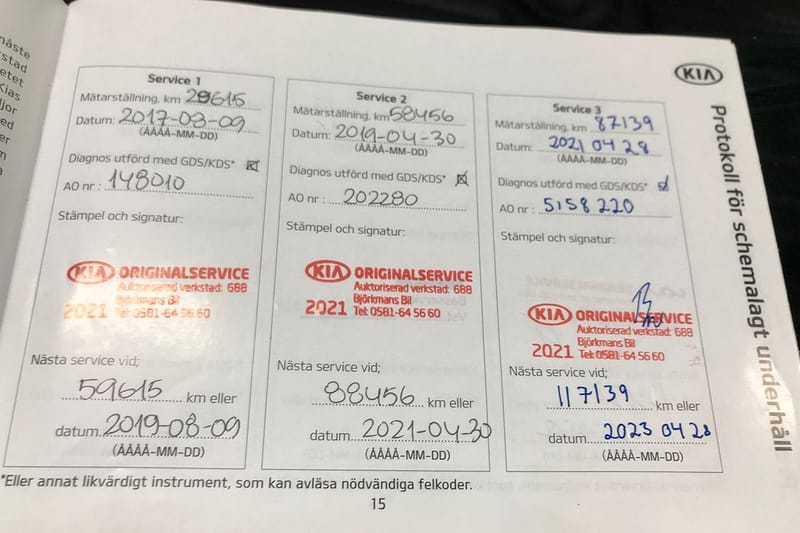 näste
rstad
etet
Kias
ljor
ed
er
m
a
KIA
Protokoll för schemalagt underhåll
Service 1
Mätarställning, km 29615
Datum: 2017-08-09
(ÅÅÅÅ-MM-DD)
Diagnos utförd med GDS/KDS* ☒
AO nr : 148010
Stämpel och signatur:
KIA ORIGINALSERVICE
Auktoriserad verkstad: 688
Björkmans Bil
2021 Tel: 0581-64 56 60
Nästa service vid;
59615 km eller
datum 2019-08-09
(ÅÅÅÅ-MM-DD)
Service 2
Mätarställning, km 58456
Datum: 2019-04-30
(ÅÅÅÅ-MM-DD)
Diagnos utförd med GDS/KDS* ☒
AO nr : 202280
Stämpel och signatur:
KIA ORIGINALSERVICE
Auktoriserad verkstad: 688
Björkmans Bil
2021 Tel: 0581-64 56 60
Nästa service vid;
88456 km eller
datum 2021-04-30
(ÅÅÅÅ-MM-DD)
Service 3
Mätarställning, km 87139
Datum: 2021 04 28
(ÅÅÅÅ-MM-DD)
Diagnos utförd med GDS/KDS* ☑
AO nr : 5158220
Stämpel och signatur:
KIA ORIGINALSERVICE
Auktoriserad verkstad: 688
Björkmans Bil
2021 Tel: 0581-64 56 60
Nästa service vid;
117139 km eller
datum 2023 04 28
(ÅÅÅÅ-MM-DD)
*Eller annat likvärdigt instrument, som kan avläsa nödvändiga felkoder.
15